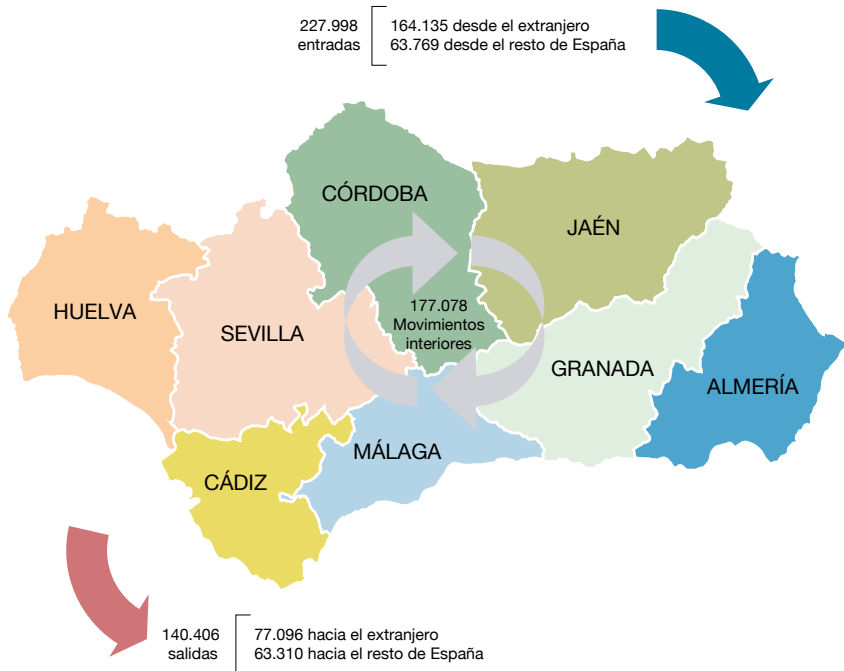 227.998
entradas
164.135 desde el extranjero
63.769 desde el resto de España
CÓRDOBA
JAÉN
HUELVA
SEVILLA
177.078
Movimientos
interiores
GRANADA
ALMERÍA
MÁLAGA
CÁDIZ
140.406
salidas
77.096 hacia el extranjero
63.310 hacia el resto de España